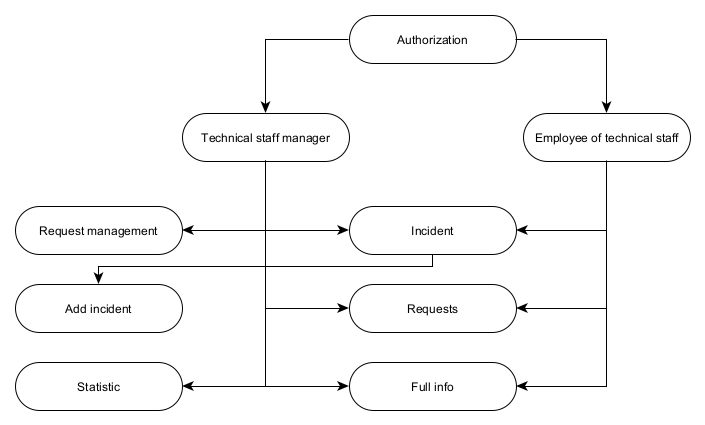 Authorization
Technical staff manager
Employee of technical staff
Request management
Incident
Add incident
Requests
Statistic
Full info